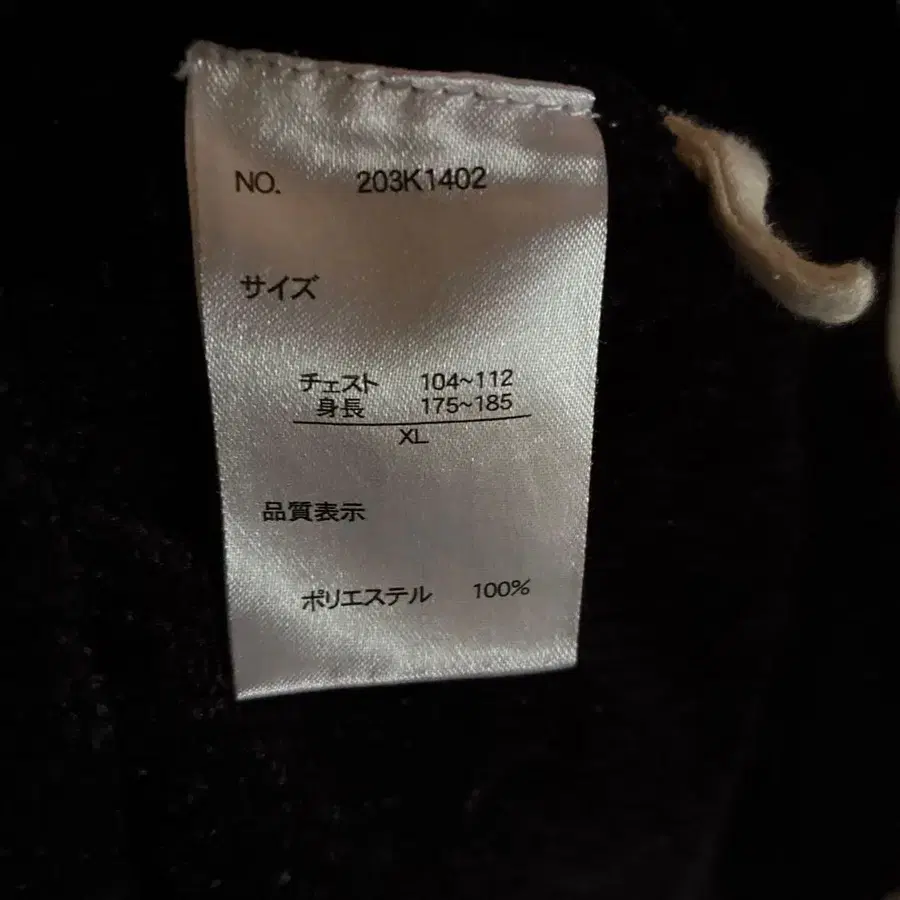 NO. 203K1402
サイズ
チェスト 104~112
身長 175~185
XL
品質表示
ポリエステル 100%